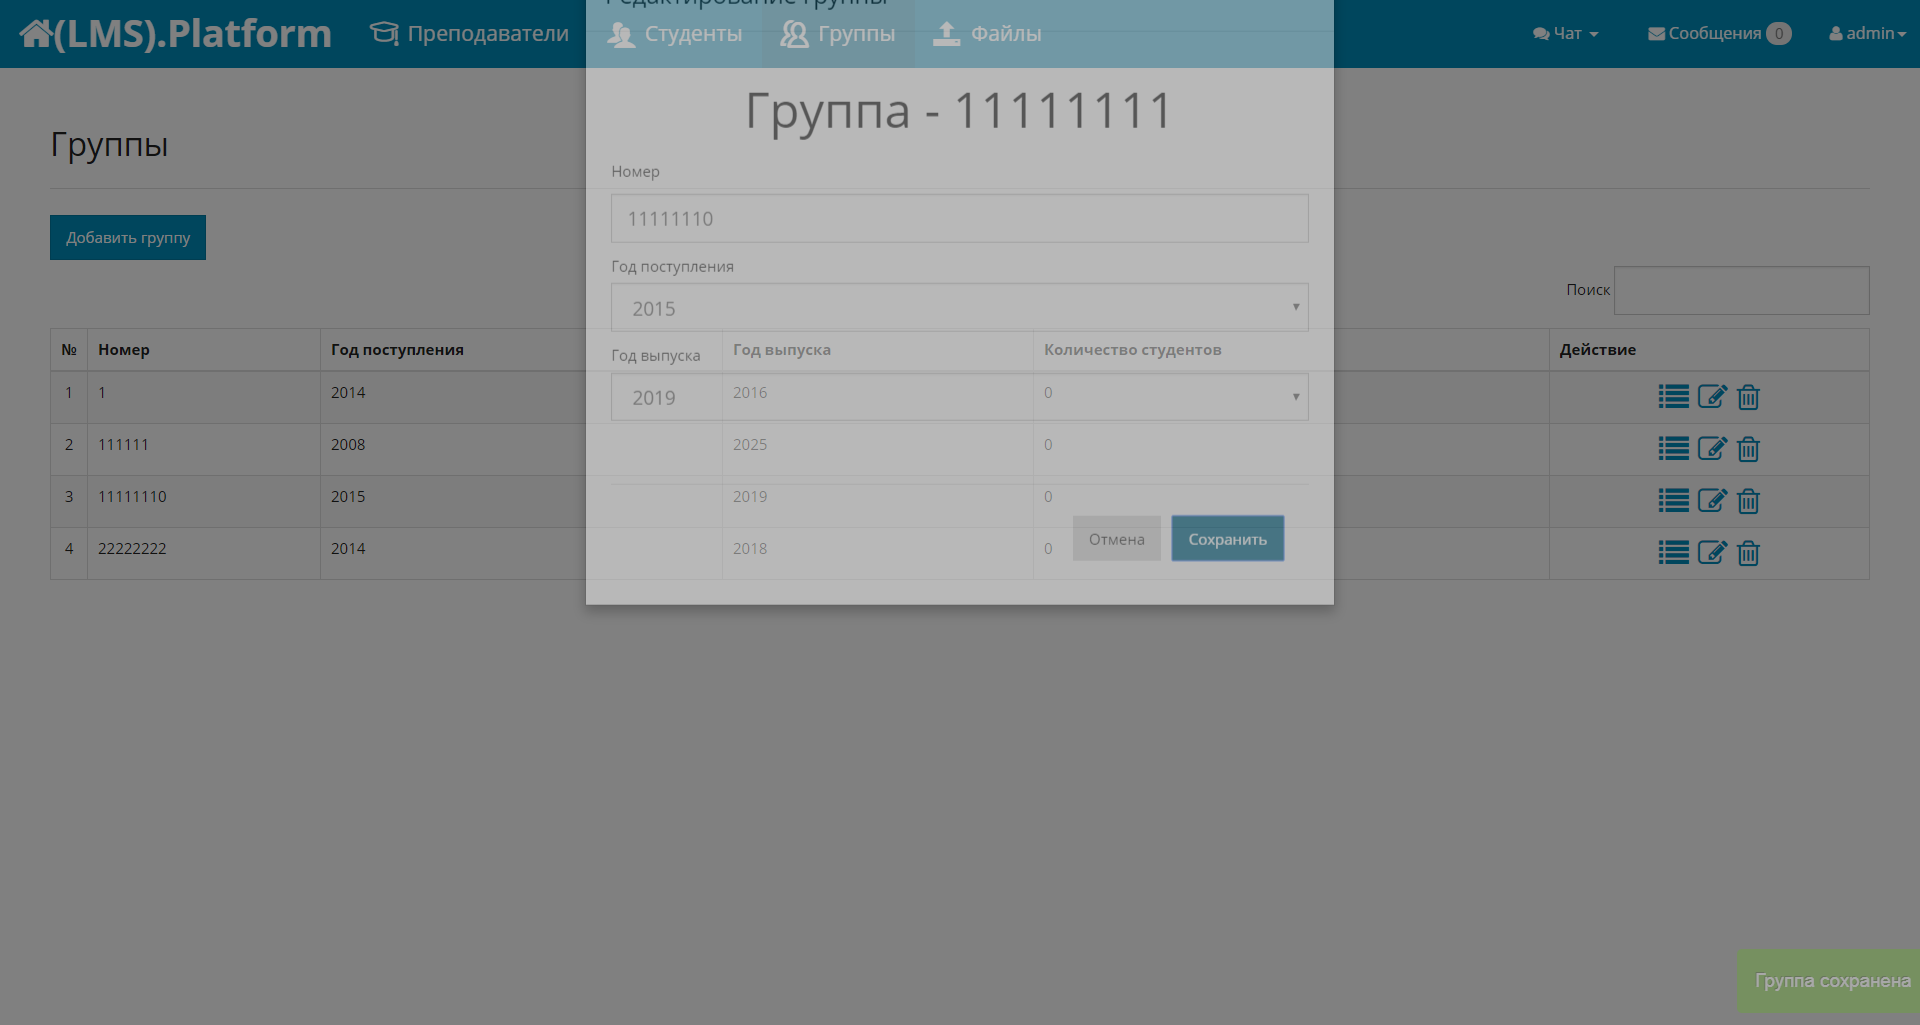 (LMS).Platform Преподаватели Студенты Группы Файлы Чат Сообщения 0 admin
Редактирование группы
Группа - 11111111
Группы
Номер
11111110
Добавить группу
Год поступления
2015
Поиск
№ Номер Год поступления Год выпуска Количество студентов Действие
Год выпуска
2019
1 1 2014 2016 0
2 111111 2008 2025 0
3 11111110 2015 2019 0
Отмена Сохранить
4 22222222 2014 2018 0
Группа сохранена